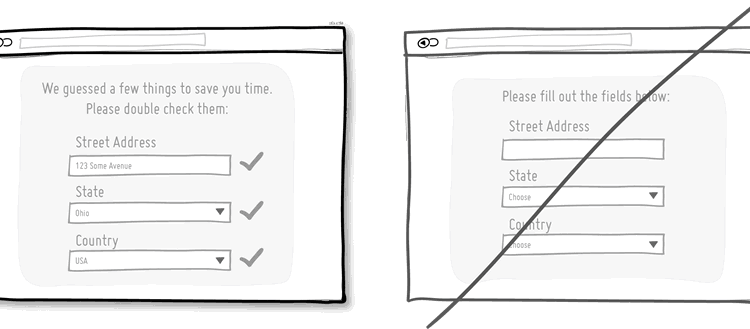 We guessed a few things to save you time.
Please double check them:
Street Address
123 Some Avenue
State
Ohio
Country
USA
Please fill out the fields below:
Street Address
State
Choose
Country
Choose